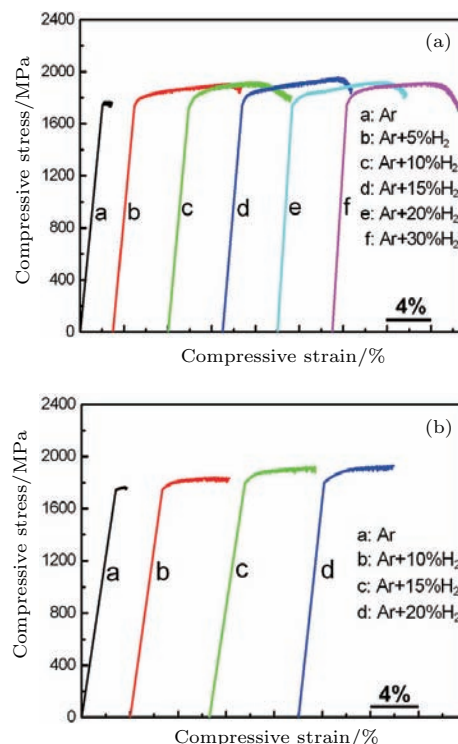 (a)
Compressive stress/MPa
2400
2000
1600
1200
800
400
0
a
b
c
d
e
f
a: Ar
b: Ar+5%H₂
c: Ar+10%H₂
d: Ar+15%H₂
e: Ar+20%H₂
f: Ar+30%H₂
4%
Compressive strain/%
(b)
Compressive stress/MPa
2400
2000
1600
1200
800
400
0
a
b
c
d
a: Ar
b: Ar+10%H₂
c: Ar+15%H₂
d: Ar+20%H₂
4%
Compressive strain/%